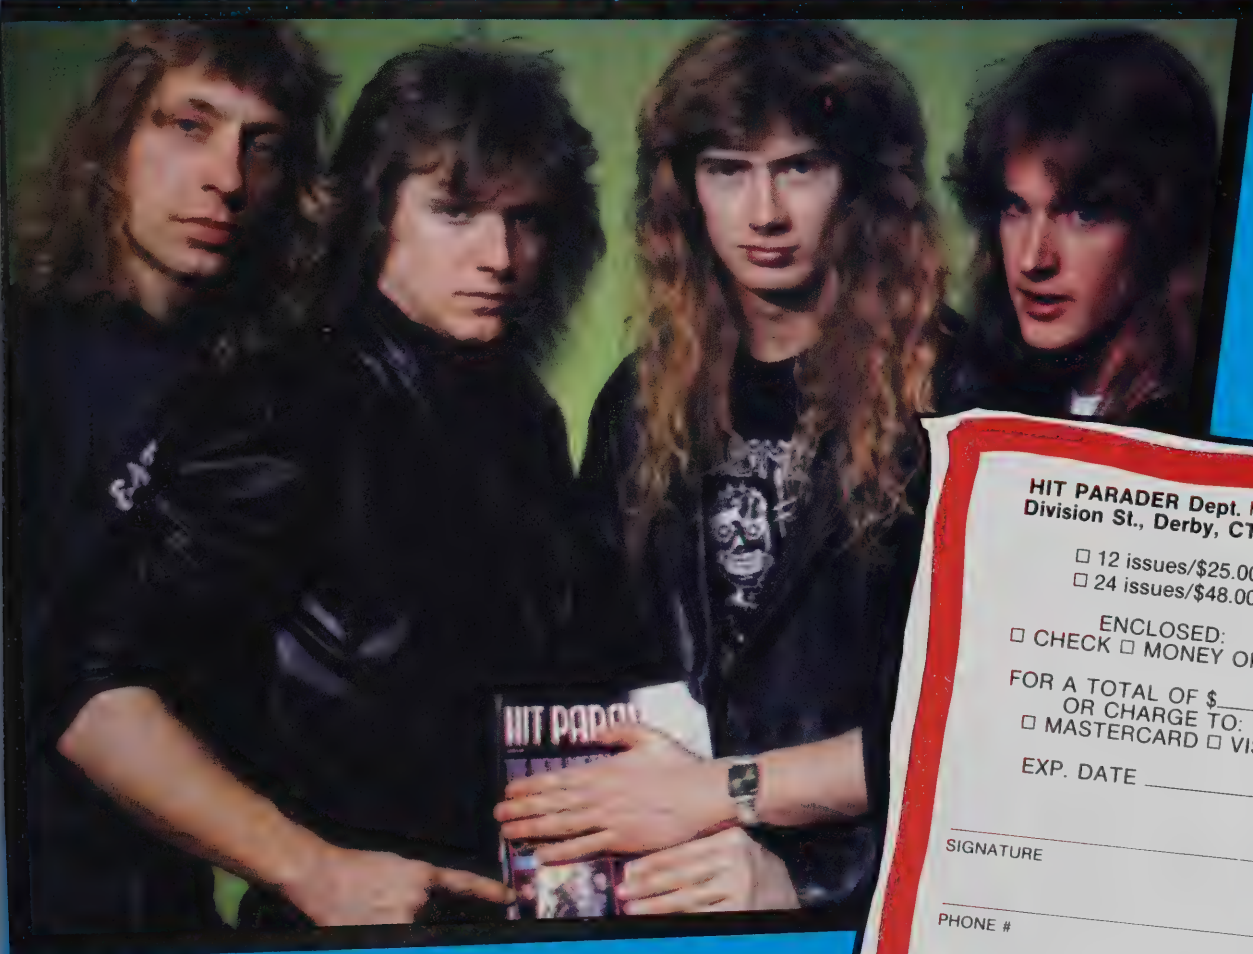 HIT PARA
HIT PARADER Dept.
Division St., Derby, CT
☐ 12 issues/$25.00
☐ 24 issues/$48.00
ENCLOSED:
☐ CHECK ☐ MONEY
FOR A TOTAL OF $
OR CHARGE TO:
☐ MASTERCARD ☐
EXP. DATE
SIGNATURE
PHONE #